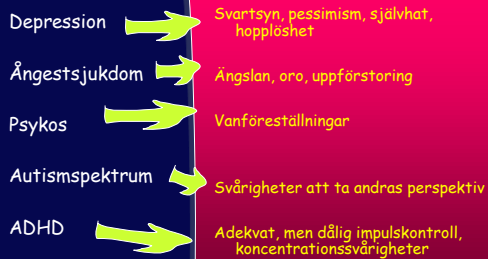 Depression
Svartsyn, pessimism, självhat,
hopplöshet
Ångestsjukdom
Ängslan, oro, uppförstoring
Psykos
Vanföreställningar
Autismspektrum
Svårigheter att ta andras perspektiv
ADHD
Adekvat, men dålig impulskontroll,
koncentrationssvårigheter